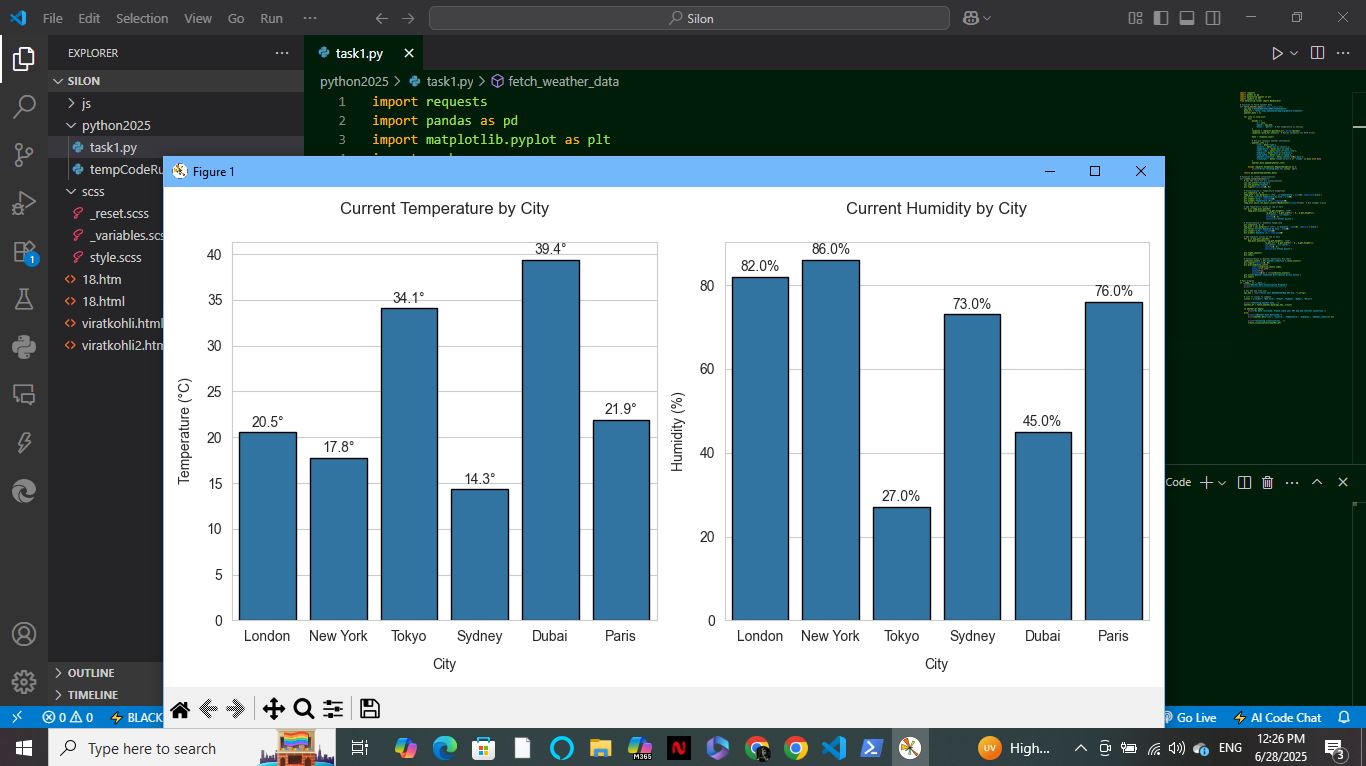 File Edit Selection View Go Run ···
Silon
EXPLORER
task1.py
SILON
python2025 > task1.py > fetch_weather_data
js
1 import requests
python2025
2 import pandas as pd
task1.py
3 import matplotlib.pyplot as plt
tempCodeRu
scss
_reset.scss
_variables.scs
style.scss
1
18.htm
18.html
viratkohli.html
viratkohli2.htm
Figure 1
Current Temperature by City
Temperature (°C)
40
35
30
25
20
15
10
5
0
20.5°
17.8°
34.1°
14.3°
39.4°
21.9°
London New York Tokyo Sydney Dubai Paris
City
Current Humidity by City
Humidity (%)
80
60
40
20
0
82.0%
86.0%
27.0%
73.0%
45.0%
76.0%
London New York Tokyo Sydney Dubai Paris
City
Code
OUTLINE
TIMELINE
0 0 BLACK
Go Live AI Code Chat
Type here to search
M365
N
UV High...
ENG
12:26 PM
6/28/2025
3